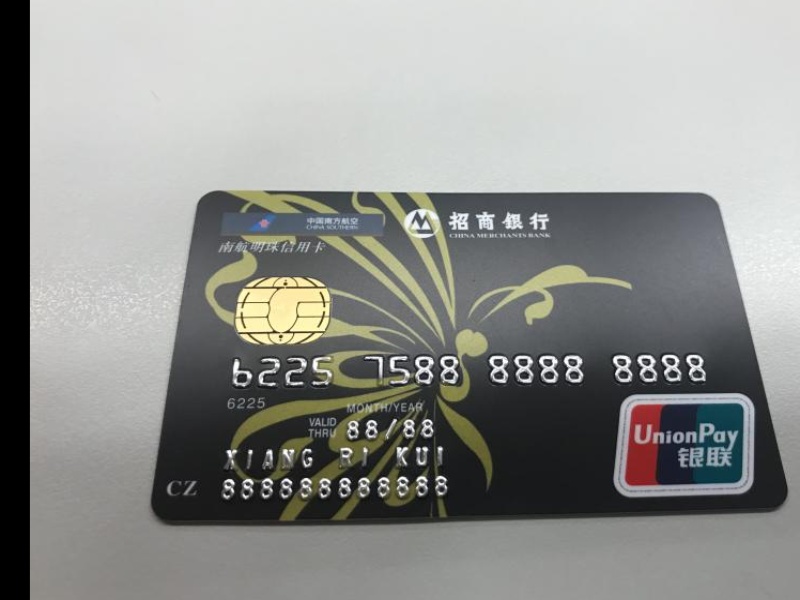 中国南方航空
CHINA SOUTHERN
招商銀行
CHINA MERCHANTS BANK
南航明珠信用卡
6225 7588 8888 8888
6225
MONTH/YEAR
VALID THRU 88/88
XIANG RI KUI
CZ 888888888888
UnionPay
银联